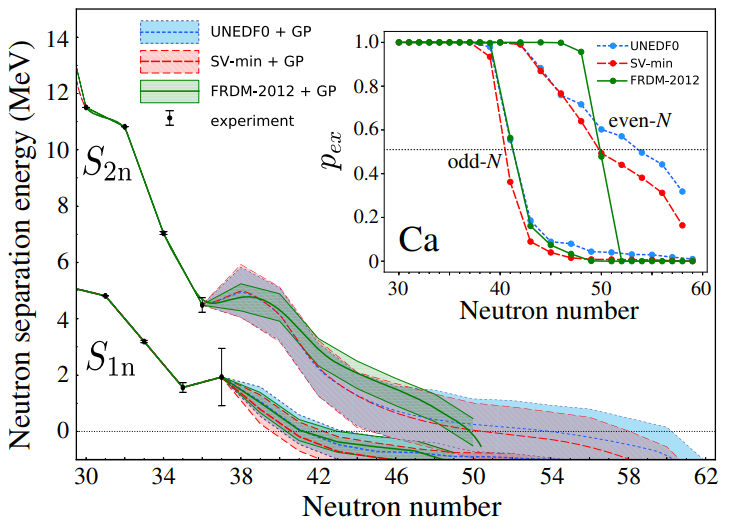 Neutron separation energy (MeV)
14
12
10
8
6
4
2
0
30
34
38
42
46
50
54
58
62
Neutron number
UNEDF0 + GP
SV-min + GP
FRDM-2012 + GP
experiment
S2n
S1n
pex
1.0
0.8
0.6
0.4
0.2
0
30
40
50
60
Neutron number
UNEDF0
SV-min
FRDM-2012
even-N
odd-N
Ca